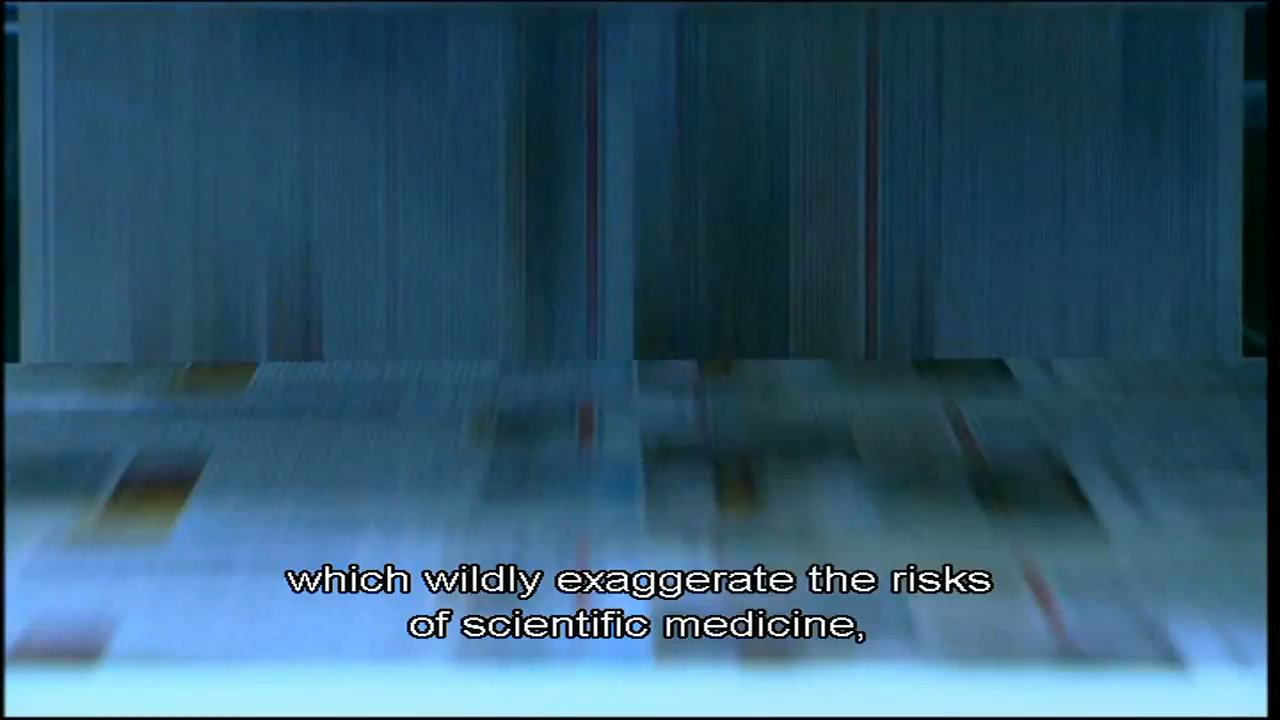 which wildly exaggerate the risks
of scientific medicine,